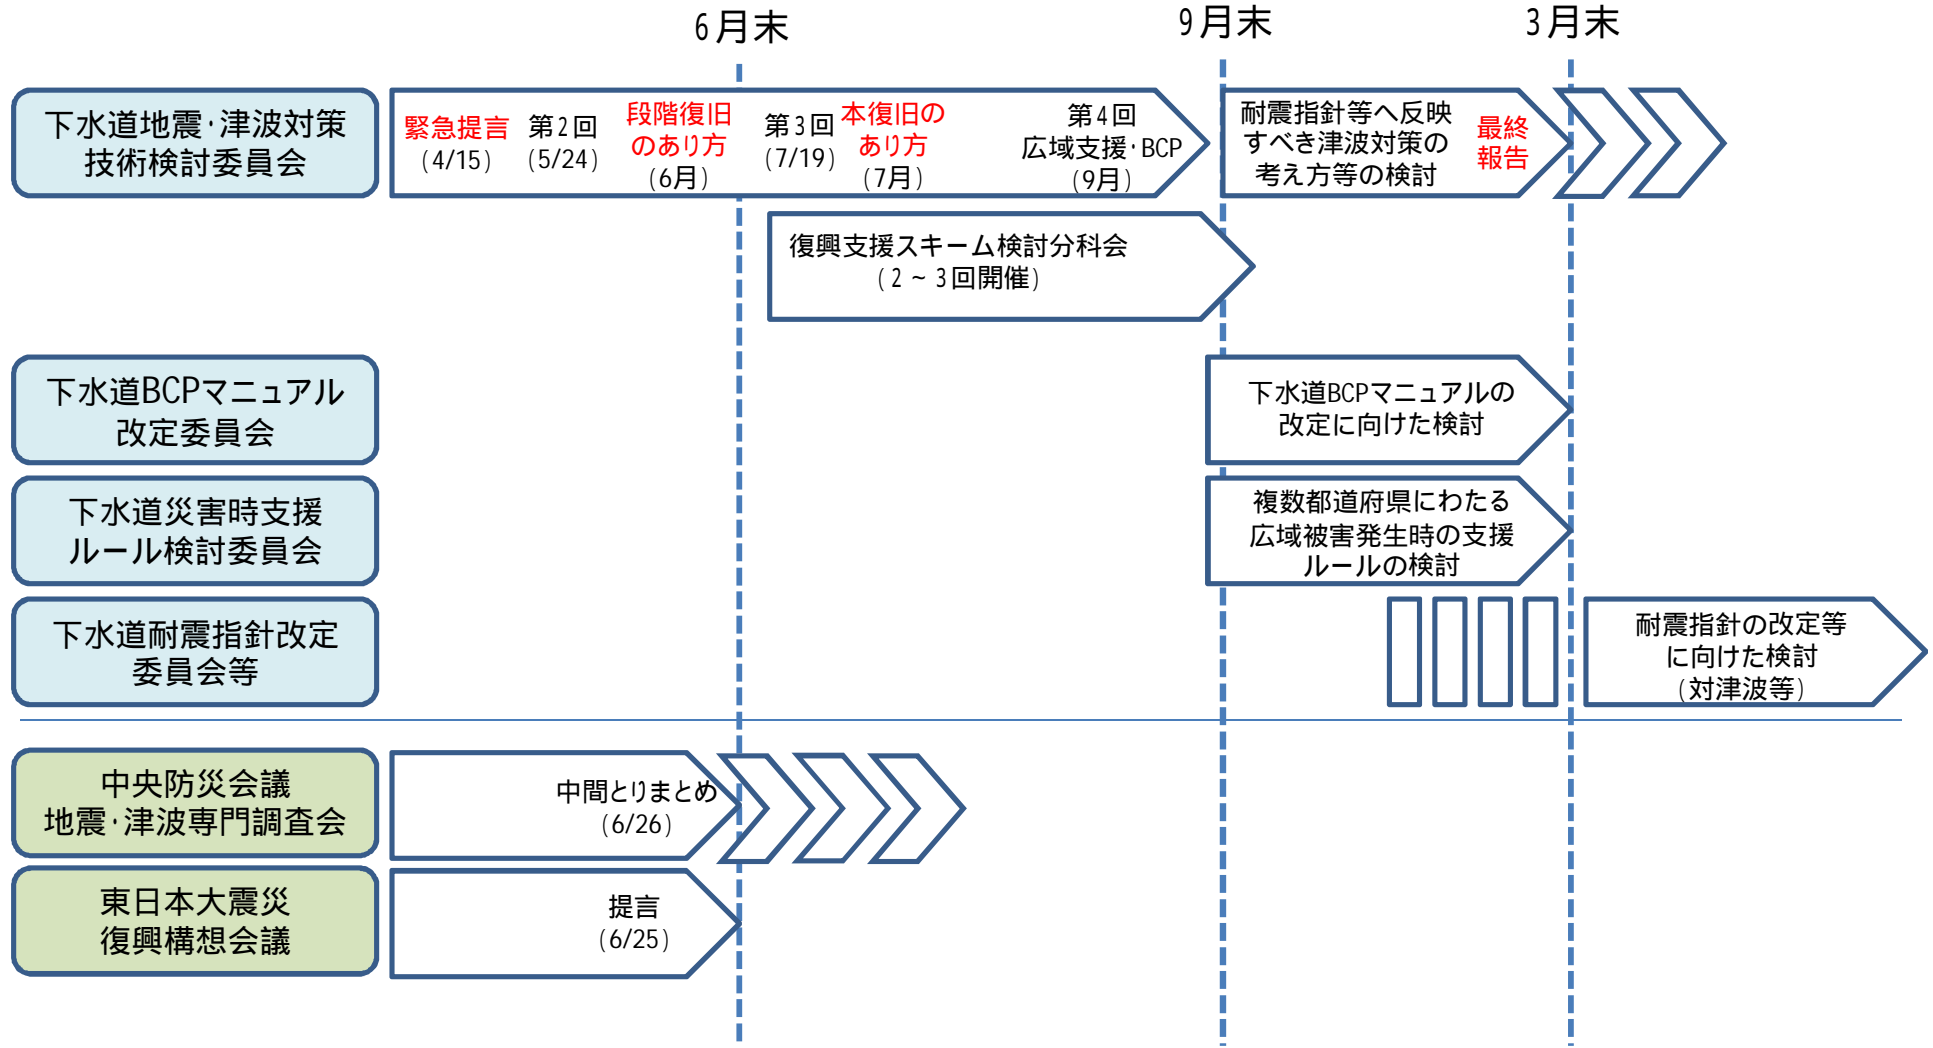 6月末
9月末
3月末
下水道地震・津波対策
技術検討委員会
緊急提言
(4/15)
第2回
(5/24)
段階復旧
のあり方
(6月)
第3回
(7/19)
本復旧の
あり方
(7月)
第4回
広域支援・BCP
(9月)
耐震指針等へ反映
すべき津波対策の
考え方等の検討
最終
報告
復興支援スキーム検討分科会
(2~3回開催)
下水道BCPマニュアル
改定委員会
下水道BCPマニュアルの
改定に向けた検討
下水道災害時支援
ルール検討委員会
複数都道府県にわたる
広域被害発生時の支援
ルールの検討
下水道耐震指針改定
委員会等
耐震指針の改定等
に向けた検討
(対津波等)
中央防災会議
地震・津波専門調査会
中間とりまとめ
(6/26)
東日本大震災
復興構想会議
提言
(6/25)